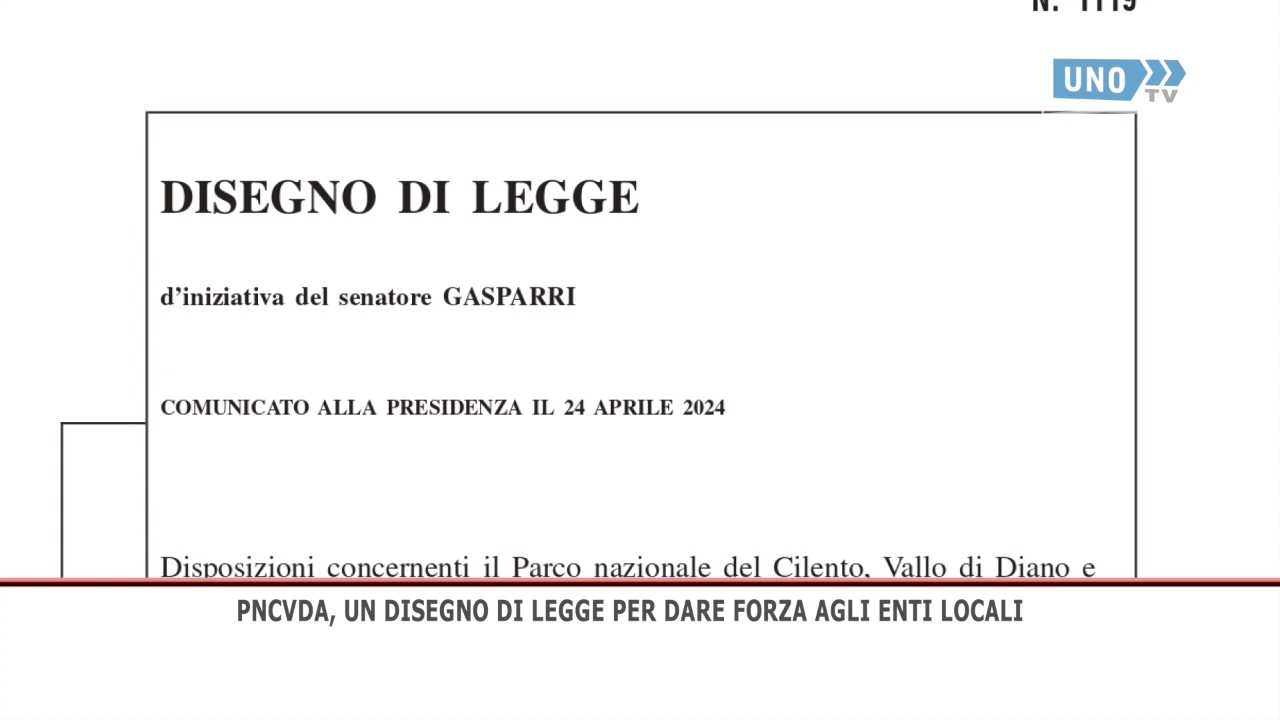 N. 1119
UNO
TV
DISEGNO DI LEGGE
d’iniziativa del senatore GASPARRI
COMUNICATO ALLA PRESIDENZA IL 24 APRILE 2024
Disposizioni concernenti il Parco nazionale del Cilento, Vallo di Diano e
PNCVDA, UN DISEGNO DI LEGGE PER DARE FORZA AGLI ENTI LOCALI